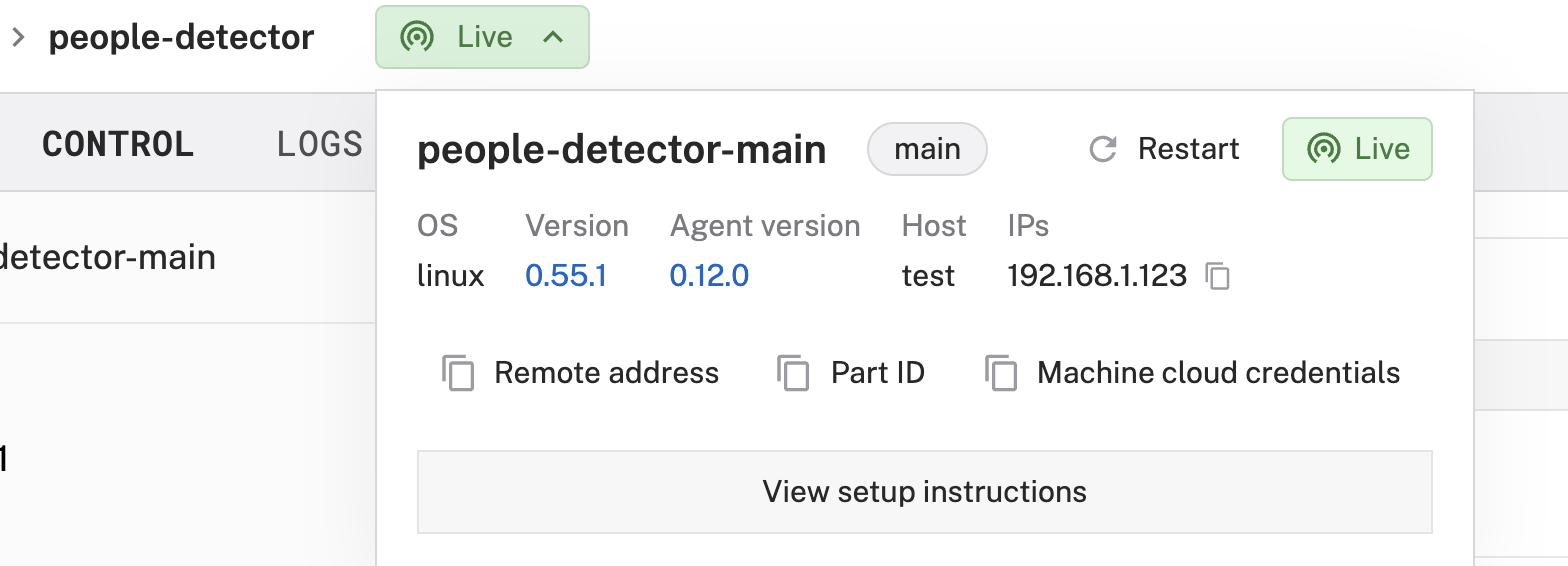 people-detector Live
CONTROL LOGS
people-detector-main main Restart Live
OS Version Agent version Host IPs
linux 0.55.1 0.12.0 test 192.168.1.123
detector-main
Remote address Part ID Machine cloud credentials
1
View setup instructions